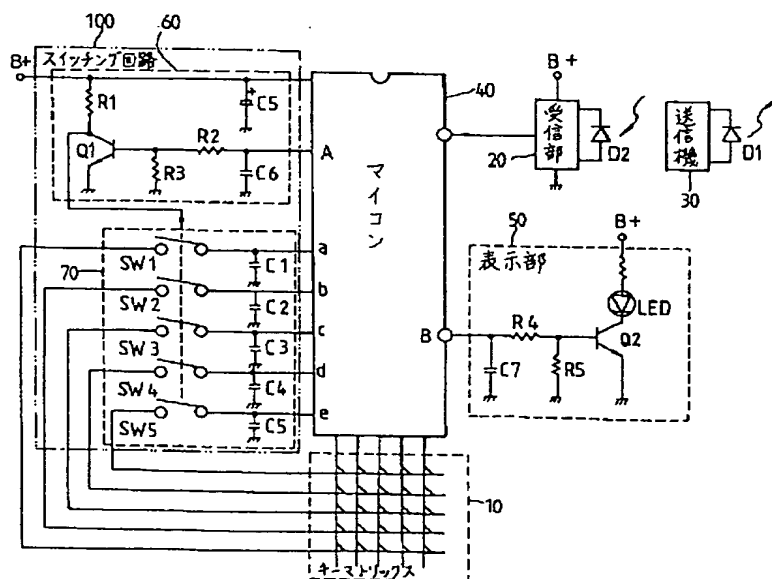 100
60
B+
スイッチング回路
R1
C5
Q1
R2
R3
C6
A
マイコン
40
B+
受信部
20
D2
送信機
30
D1
70
SW1
SW2
SW3
SW4
SW5
C1
C2
C3
C4
C5
a
b
c
d
e
B
50
表示部
B+
LED
R4
Q2
C7
R5
10
キーマトリックス